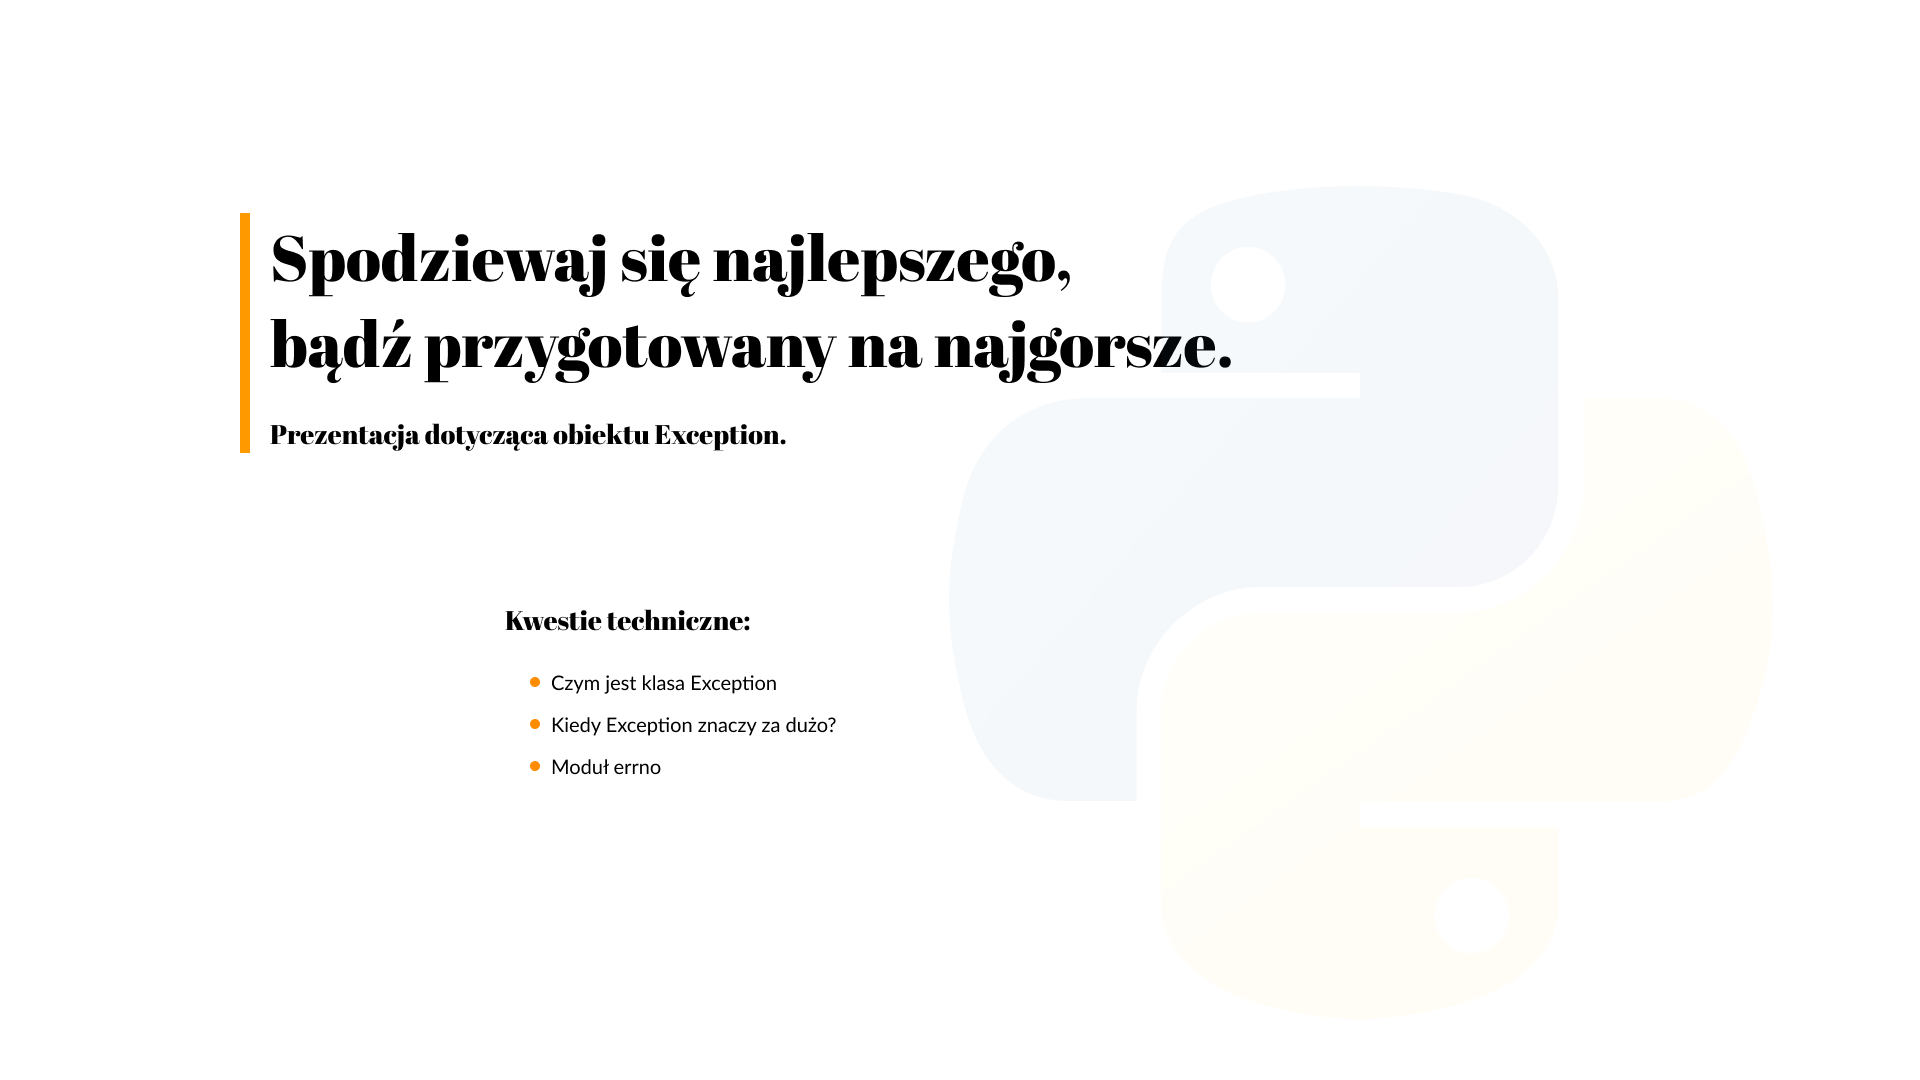 Spodziewaj się najlepszego,
bądź przygotowany na najgorsze.
Prezentacja dotycząca obiektu Exception.
Kwestie techniczne:
Czym jest klasa Exception
Kiedy Exception znaczy za dużo?
Moduł errno